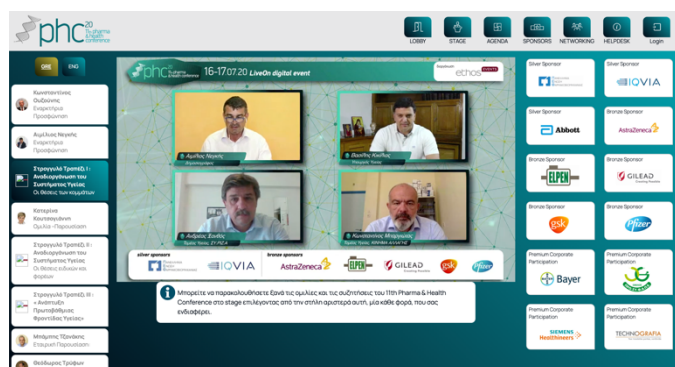 phc 20
11th pharma
& health
conference
LOBBY
STAGE
AGENDA
SPONSORS
NETWORKING
HELPDESK
Login
GRE
ENG
Κωνσταντίνος
Ουζούνης
Εναρκτήρια
Προσφώνηση
Αιμίλιος Νεγκής
Εναρκτήρια
Προσφώνηση
Στρογγυλό Τραπέζι I :
Αναδιοργάνωση του
Συστήματος Υγείας
Οι θέσεις των κομμάτων
Κατερίνα
Κουτσογιάννη
Ομιλία -Παρουσίαση
Στρογγυλό Τραπέζι II :
Αναδιοργάνωση του
Συστήματος Υγείας
Οι θέσεις ειδικών και
φορέων
Στρογγυλό Τραπέζι III :
« Ανάπτυξη
Πρωτοβάθμιας
Φροντίδας Υγείας»
Μπάμπης Τζανάκης
Εταιρική Παρουσίαση
Θεόδωρος Τρύφων
phc 20
16-17.07.20 LiveOn digital event
ethos EVENTS
Αιμίλιος Νεγκής
Βασίλης Κικίλιας
Υπουργός Υγείας
Ανδρέας Ξανθός
Κωνσταντίνος Μπαργιώτας
silver sponsors
bronze sponsors
IQVIA
AstraZeneca
ELPEN
GILEAD
gsk
Pfizer
Μπορείτε να παρακολουθήσετε ξανά τις ομιλίες και τις συζητήσεις του 11th Pharma & Health
Conference στο stage επιλέγοντας από την στήλη αριστερά αυτή, μία κάθε φορά, που σας
ενδιαφέρει.
Silver Sponsor
Silver Sponsor
IQVIA
Silver Sponsor
Abbott
Bronze Sponsor
AstraZeneca
Bronze Sponsor
ELPEN
Bronze Sponsor
GILEAD
Bronze Sponsor
gsk
Bronze Sponsor
Pfizer
Premium Corporate
Participation
Bayer
Premium Corporate
Participation
Premium Corporate
Participation
SIEMENS
Healthineers
Premium Corporate
Participation
TECHNOGRAFIA